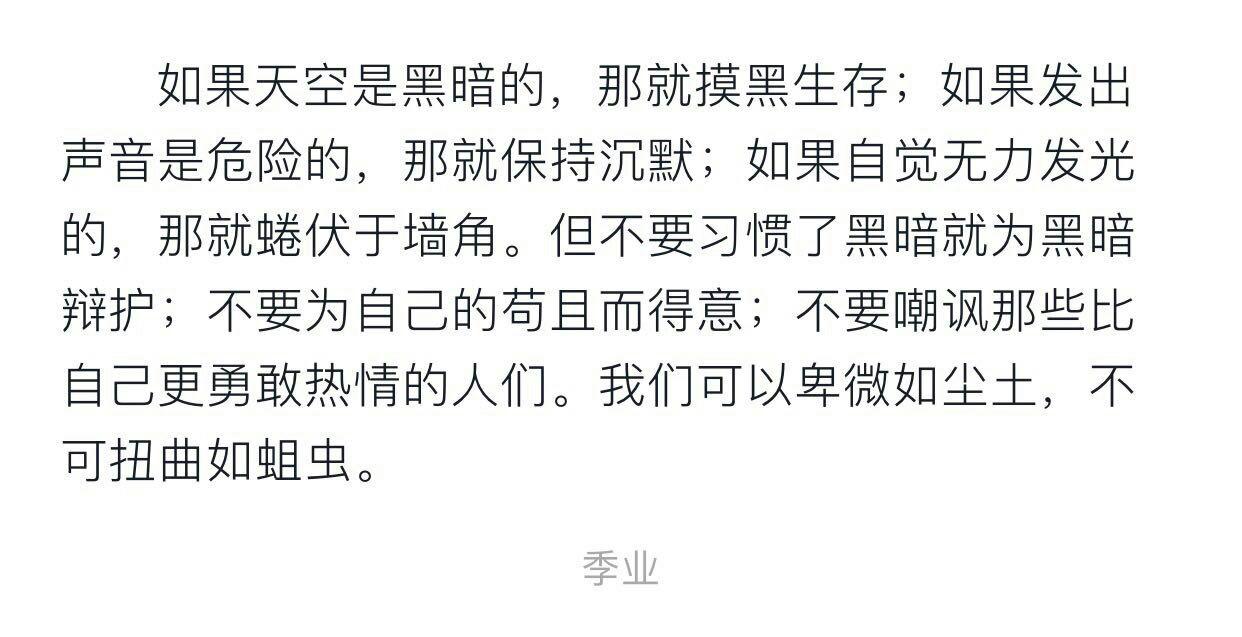 如果天空是黑暗的，那就摸黑生存；如果发出
声音是危险的，那就保持沉默；如果自觉无力发光
的，那就蜷伏于墙角。但不要习惯了黑暗就为黑暗
辩护；不要为自己的苟且而得意；不要嘲讽那些比
自己更勇敢热情的人们。我们可以卑微如尘土，不
可扭曲如蛆虫。
季业